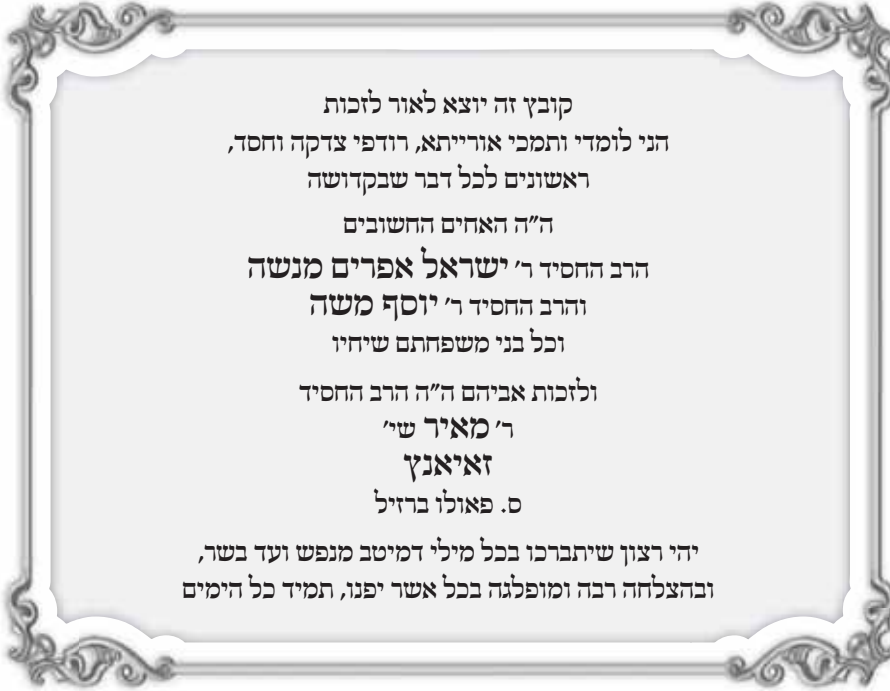 קובץ זה יוצא לאור לזכות
הני לומדי ותמכי אורייתא, רודפי צדקה וחסד,
ראשונים לכל דבר שבקדושה
ה״ה האחים החשובים
הרב החסיד ר׳ ישראל אפרים מנשה
והרב החסיד ר׳ יוסף משה
וכל בני משפחתם שיחיו
ולזכות אביהם ה״ה הרב החסיד
ר׳ מאיר שי׳
זאיאנץ
ס. פאולו ברזיל
יהי רצון שיתברכו בכל מילי דמיטב מנפש ועד בשר,
ובהצלחה רבה ומופלגה בכל אשר יפנו, תמיד כל הימים